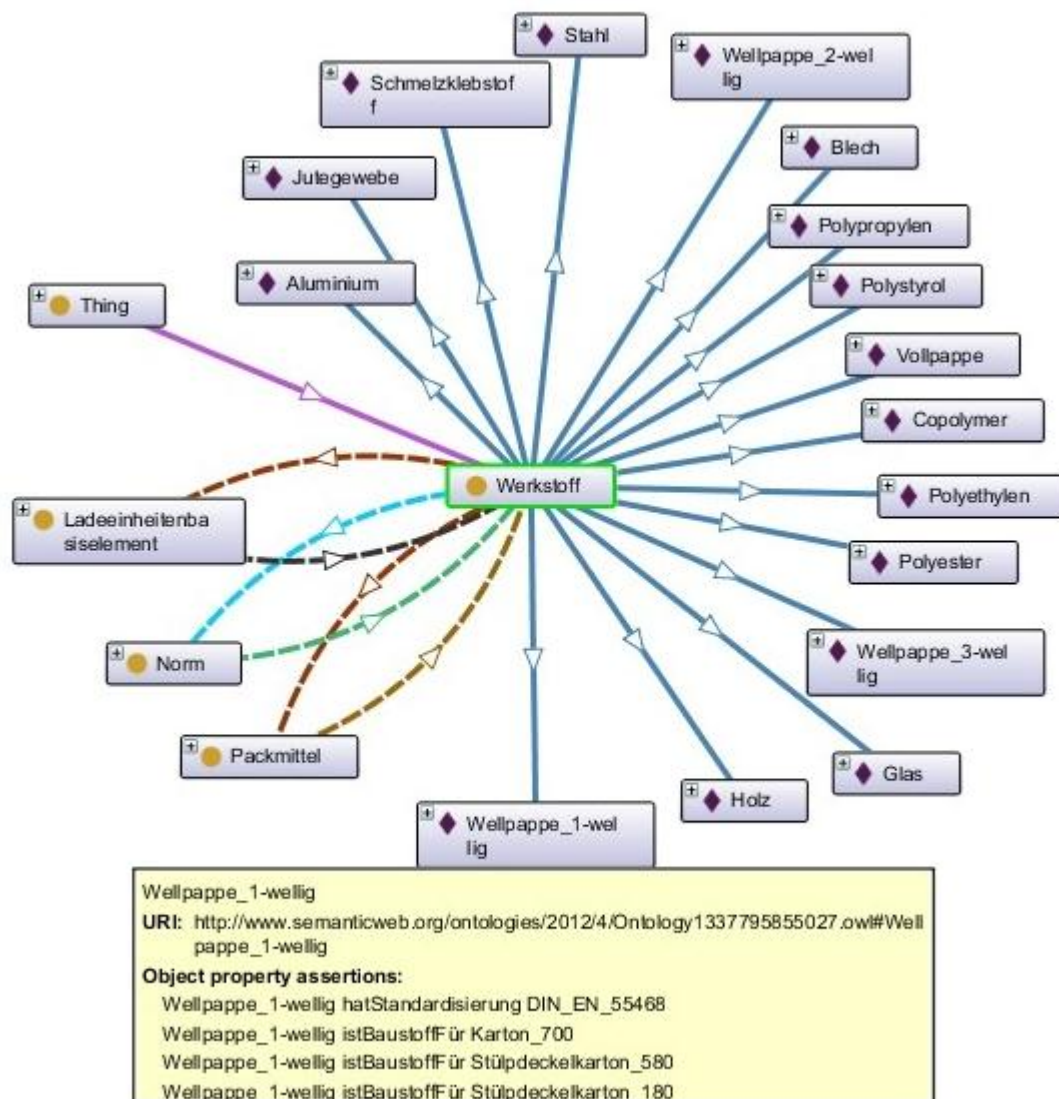 Stahl
Wellpappe_2-wel
lig
Schmelzklebstof
f
Blech
Jutegewebe
Polypropylen
Aluminium
Polystyrol
Thing
Vollpappe
Copolymer
Werkstoff
Polyethylen
Ladeeinheitenba
siselement
Polyester
Norm
Wellpappe_3-wel
lig
Packmittel
Glas
Holz
Wellpappe_1-wel
lig
Wellpappe_1-wellig
URI: http://www.semanticweb.org/ontologies/2012/4/Ontology1337795855027.owl#Well
pappe_1-wellig
Object property assertions:
Wellpappe_1-wellig hatStandardisierung DIN_EN_55468
Wellpappe_1-wellig istBaustoffFür Karton_700
Wellpappe_1-wellig istBaustoffFür Stülpdeckelkarton_580
Wellpappe_1-wellig istBaustoffFür Stülpdeckelkarton_180